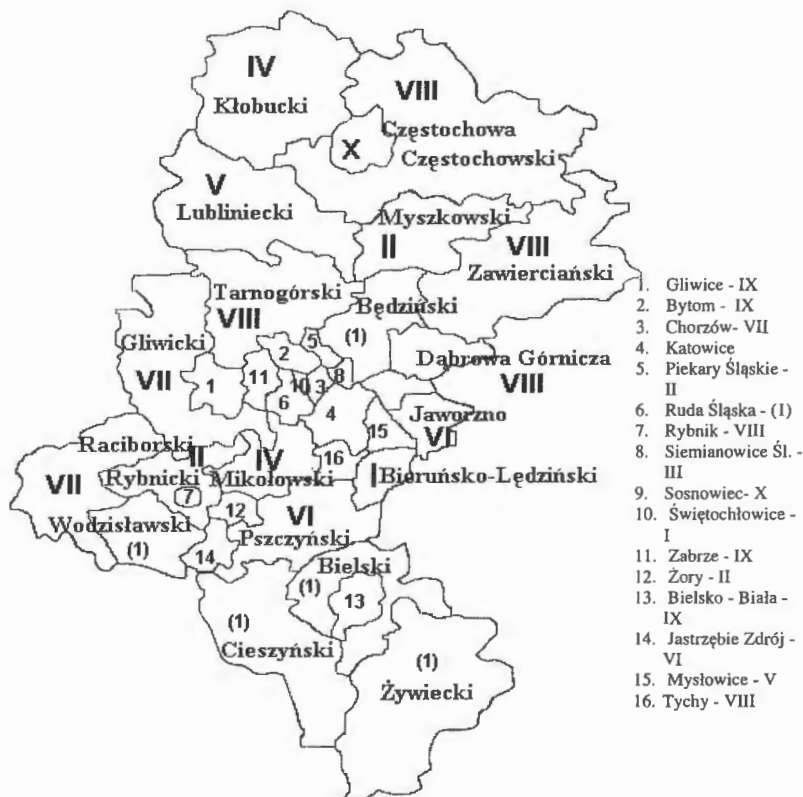 IV
Kłobucki
VIII
Częstochowa
X
Częstochowski
V
Lubliniecki
Myszkowski
II
VIII
Zawierciański
Tarnogórski
VIII
Będziński
(1)
Gliwicki
VII
1
2
5
11
10
3
8
6
4
Dąbrowa Górnicza
VIII
Jaworzno
VI
15
16
Raciborski
VII
II
Rybnicki
7
IV
Mikołowski
I
Bieruńsko-Lędziński
Wodzisławski
(1)
12
VI
Pszczyński
14
Bielski
(1)
13
(1)
Cieszyński
(1)
Żywiecki
1. Gliwice - IX
2. Bytom - IX
3. Chorzów- VII
4. Katowice
5. Piekary Śląskie -
II
6. Ruda Śląska - (I)
7. Rybnik - VIII
8. Siemianowice Śl. -
III
9. Sosnowiec- X
10. Świętochłowice -
I
11. Zabrze - IX
12. Żory - II
13. Bielsko - Biała -
IX
14. Jastrzębie Zdrój -
VI
15. Mysłowice - V
16. Tychy - VIII